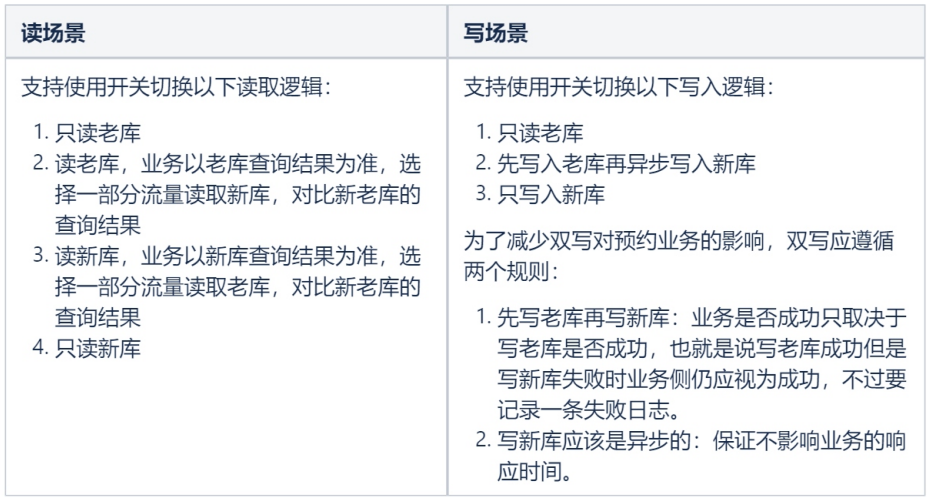 读场景
支持使用开关切换以下读取逻辑：
1. 只读老库
2. 读老库，业务以老库查询结果为准，选
择一部分流量读取新库，对比新老库的
查询结果
3. 读新库，业务以新库查询结果为准，选
择一部分流量读取老库，对比新老库的
查询结果
4. 只读新库
写场景
支持使用开关切换以下写入逻辑：
1. 只读老库
2. 先写入老库再异步写入新库
3. 只写入新库
为了减少双写对预约业务的影响，双写应遵循
两个规则：
1. 先写老库再写新库：业务是否成功只取决于
写老库是否成功，也就是说写老库成功但是
写新库失败时业务侧仍应视为成功，不过要
记录一条失败日志。
2. 写新库应该是异步的：保证不影响业务的响
应时间。